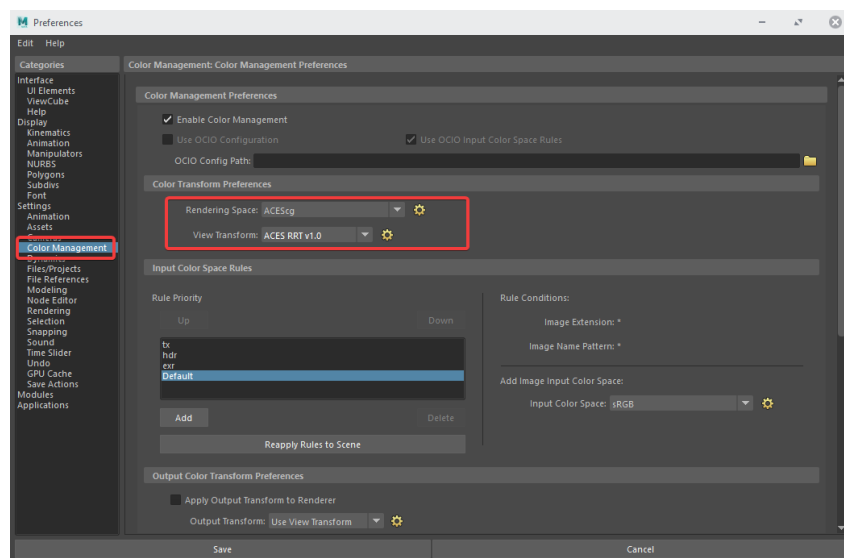 Preferences
Edit Help
Categories
Interface
UI Elements
ViewCube
Help
Display
Kinematics
Animation
Manipulators
NURBS
Polygons
Subdivs
Font
Settings
Animation
Assets
Cameras
Color Management
Dynamics
Files/Projects
File References
Modeling
Node Editor
Rendering
Selection
Snapping
Sound
Time Slider
Undo
GPU Cache
Save Actions
Modules
Applications
Color Management: Color Management Preferences
Color Management Preferences
Enable Color Management
Use OCIO Configuration Use OCIO Input Color Space Rules
OCIO Config Path:
Color Transform Preferences
Rendering Space: ACEScg
View Transform: ACES RRT v1.0
Input Color Space Rules
Rule Priority
Up Down
tx
hdr
exr
Default
Add Delete
Reapply Rules to Scene
Rule Conditions:
Image Extension: *
Image Name Pattern: *
Add Image Input Color Space:
Input Color Space: sRGB
Output Color Transform Preferences
Apply Output Transform to Renderer
Output Transform: Use View Transform
Save Cancel